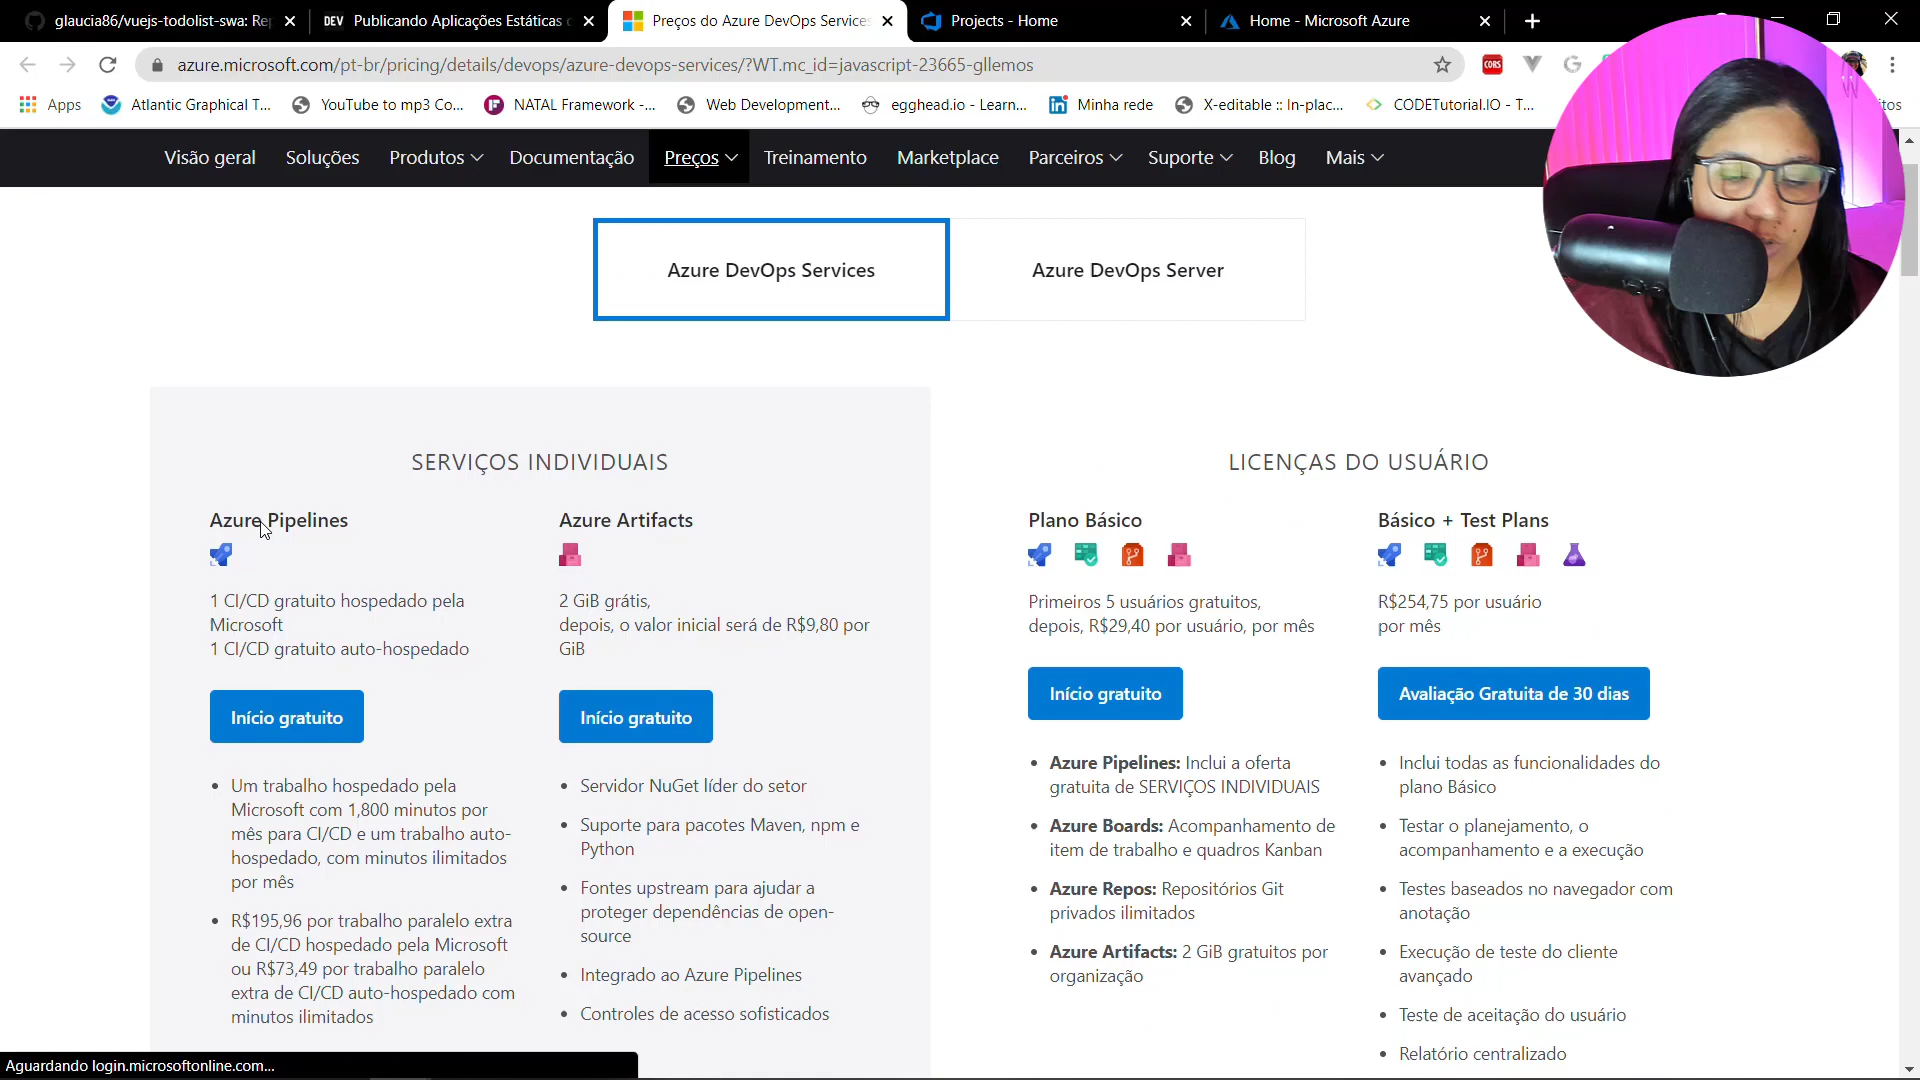 glaucia86/vuejs-todolist-swa: Rep
DEV
Publicando Aplicações Estáticas c
Preços do Azure DevOps Services
Projects - Home
Home - Microsoft Azure
azure.microsoft.com/pt-br/pricing/details/devops/azure-devops-services/?WT.mc_id=javascript-23665-gllemos
CORS
Apps
Atlantic Graphical T...
YouTube to mp3 Co...
NATAL Framework -...
Web Development...
egghead.io - Learn...
Minha rede
X-editable :: In-plac...
CODETutorial.IO - T...
Visão geral
Soluções
Produtos
Documentação
Preços
Treinamento
Marketplace
Parceiros
Suporte
Blog
Mais
Azure DevOps Services
Azure DevOps Server
SERVIÇOS INDIVIDUAIS
Azure Pipelines
1 CI/CD gratuito hospedado pela
Microsoft
1 CI/CD gratuito auto-hospedado
Início gratuito
Um trabalho hospedado pela
Microsoft com 1,800 minutos por
mês para CI/CD e um trabalho auto-
hospedado, com minutos ilimitados
por mês
R$195,96 por trabalho paralelo extra
de CI/CD hospedado pela Microsoft
ou R$73,49 por trabalho paralelo
extra de CI/CD auto-hospedado com
minutos ilimitados
Azure Artifacts
2 GiB grátis,
depois, o valor inicial será de R$9,80 por
GiB
Início gratuito
Servidor NuGet líder do setor
Suporte para pacotes Maven, npm e
Python
Fontes upstream para ajudar a
proteger dependências de open-
source
Integrado ao Azure Pipelines
Controles de acesso sofisticados
LICENÇAS DO USUÁRIO
Plano Básico
Primeiros 5 usuários gratuitos,
depois, R$29,40 por usuário, por mês
Início gratuito
Azure Pipelines: Inclui a oferta
gratuita de SERVIÇOS INDIVIDUAIS
Azure Boards: Acompanhamento de
item de trabalho e quadros Kanban
Azure Repos: Repositórios Git
privados ilimitados
Azure Artifacts: 2 GiB gratuitos por
organização
Básico + Test Plans
R$254,75 por usuário
por mês
Avaliação Gratuita de 30 dias
Inclui todas as funcionalidades do
plano Básico
Testar o planejamento, o
acompanhamento e a execução
Testes baseados no navegador com
anotação
Execução de teste do cliente
avançado
Teste de aceitação do usuário
Relatório centralizado
Aguardando login.microsoftonline.com...